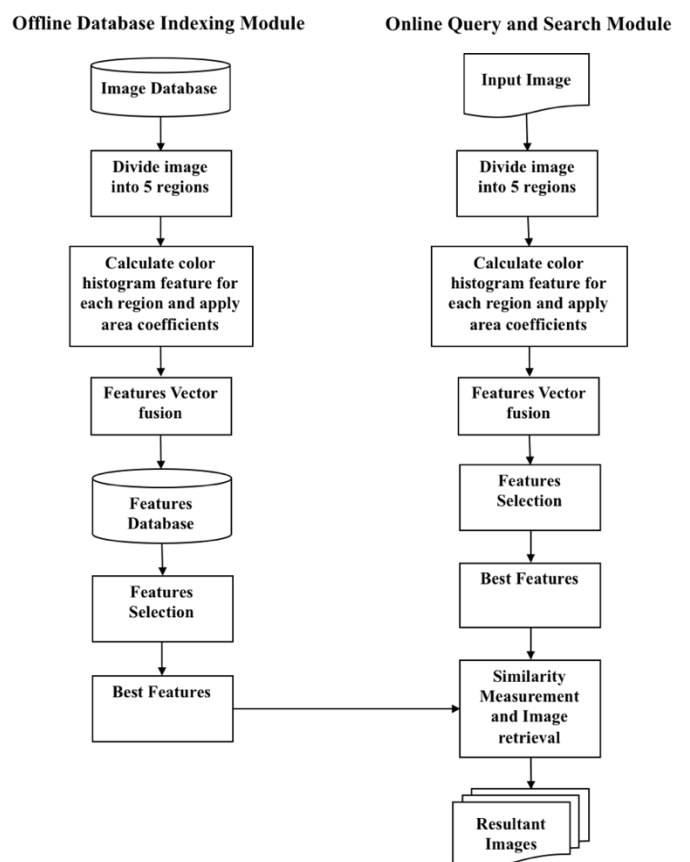 Offline Database Indexing Module
Image Database
Divide image
into 5 regions
Calculate color
histogram feature for
each region and apply
area coefficients
Features Vector
fusion
Features
Database
Features
Selection
Best Features
Online Query and Search Module
Input Image
Divide image
into 5 regions
Calculate color
histogram feature for
each region and apply
area coefficients
Features Vector
fusion
Features
Selection
Best Features
Similarity
Measurement
and Image
retrieval
Resultant
Images